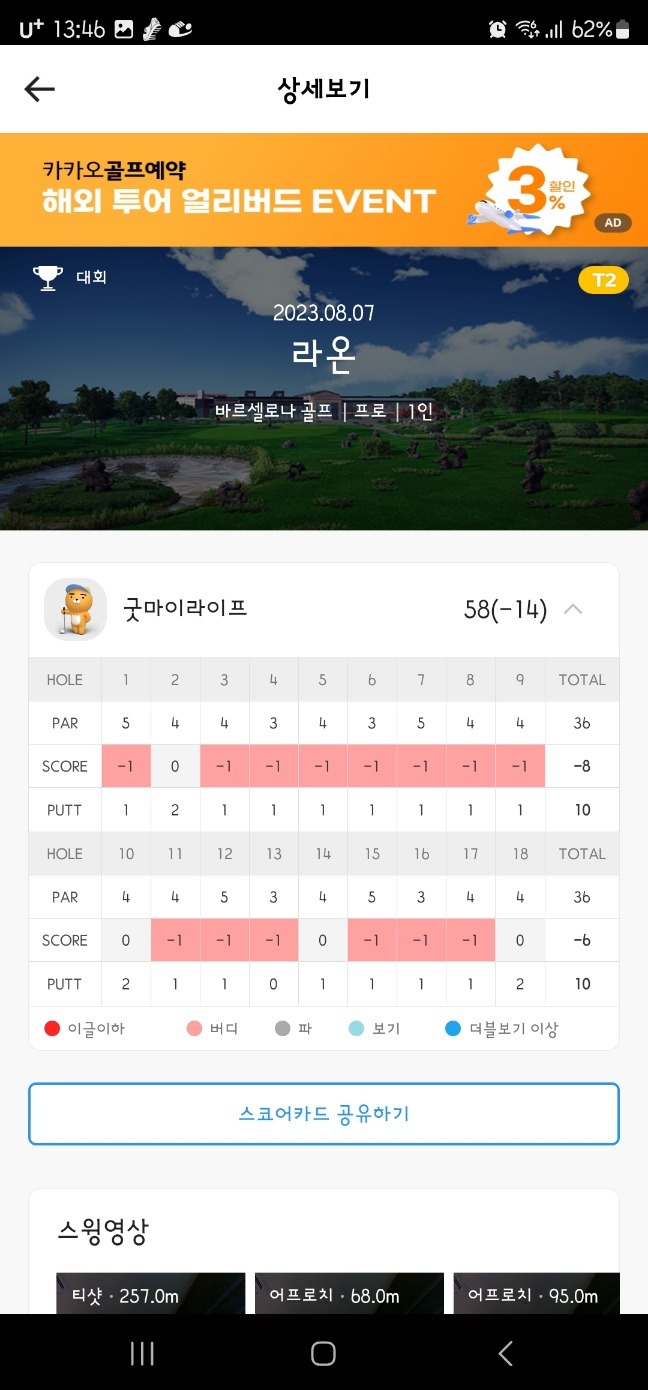 U+ 13:46 62%
상세보기
카카오골프예약
해외 투어 얼리버드 EVENT
3% 할인
AD
대회 T2
2023.08.07
라온
바르셀로나 골프 | 프로 | 1인
굿마이라이프 58(-14)
HOLE 1 2 3 4 5 6 7 8 9 TOTAL
PAR 5 4 4 3 4 3 5 4 4 36
SCORE -1 0 -1 -1 -1 -1 -1 -1 -1 -8
PUTT 1 2 1 1 1 1 1 1 1 10
HOLE 10 11 12 13 14 15 16 17 18 TOTAL
PAR 4 4 5 3 4 5 3 4 4 36
SCORE 0 -1 -1 -1 0 -1 -1 -1 0 -6
PUTT 2 1 1 0 1 1 1 1 2 10
이글이하 버디 파 보기 더블보기 이상
스코어카드 공유하기
스윙영상
티샷 · 257.0m 어프로치 · 68.0m 어프로치 · 95.0m